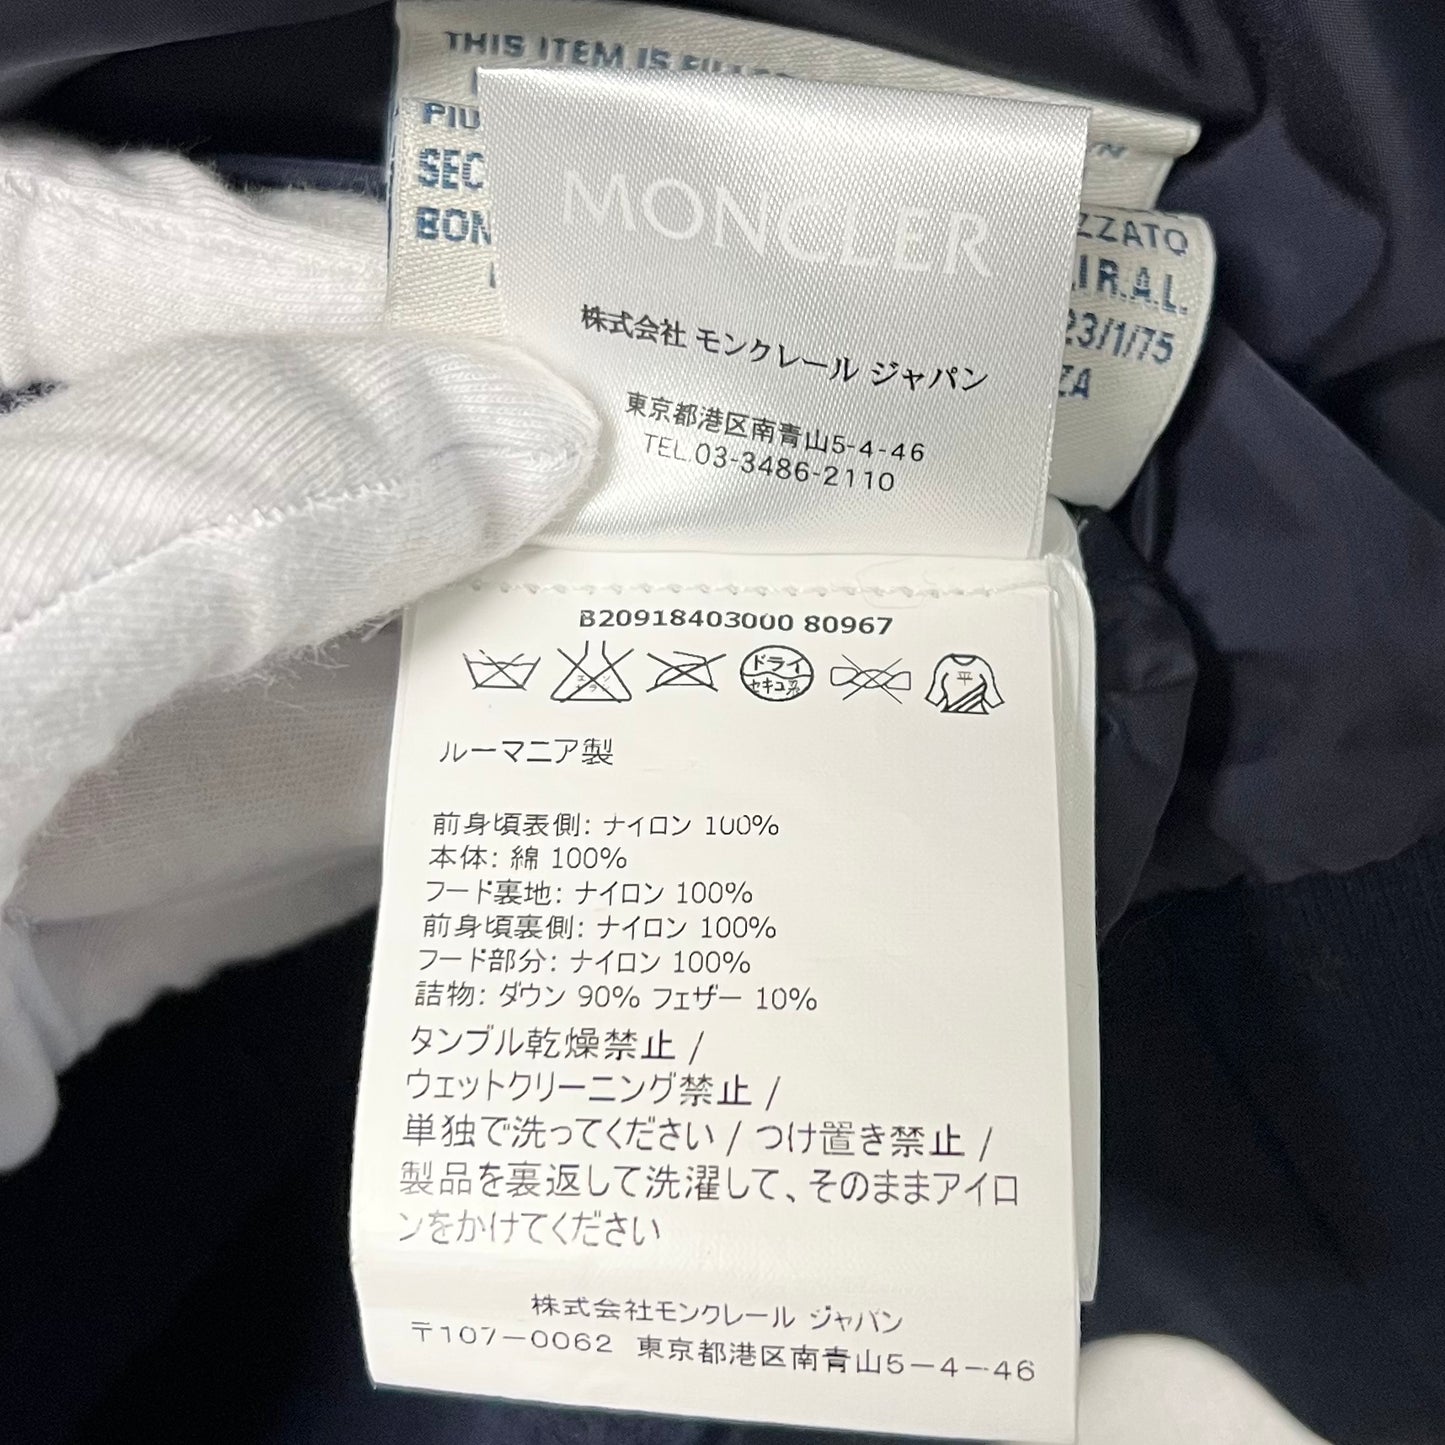 THIS ITEM IS
PIU
SEC
BON
ZZATO
R.A.L.
23/1/75
ZA
MONCLER
株式会社 モンクレール ジャパン
東京都港区南青山5-4-46
TEL.03-3486-2110
B20918403000 80967
ドライ
セキユ系
平
ルーマニア製
前身頃表側: ナイロン 100%
本体: 綿 100%
フード裏地: ナイロン 100%
前身頃裏側: ナイロン 100%
フード部分: ナイロン 100%
詰物: ダウン 90% フェザー 10%
タンブル乾燥禁止 /
ウェットクリーニング禁止 /
単独で洗ってください / つけ置き禁止 /
製品を裏返して洗濯して、そのままアイロ
ンをかけてください
株式会社モンクレール ジャパン
〒107－0062 東京都港区南青山5－4－46